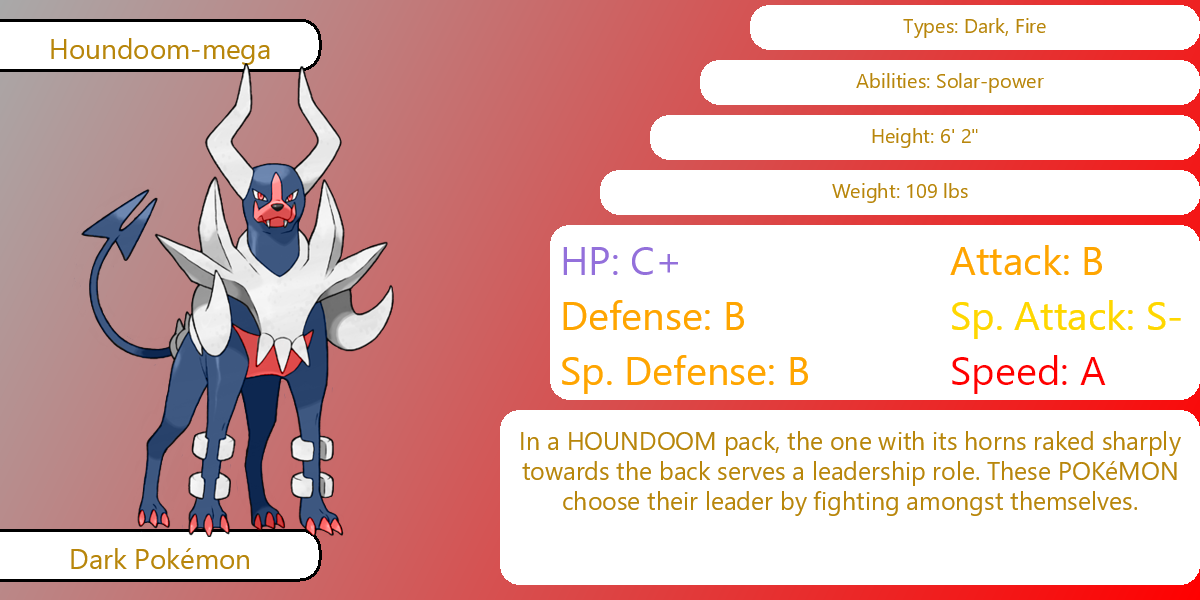 Houndoom-mega
Types: Dark, Fire
Abilities: Solar-power
Height: 6' 2"
Weight: 109 lbs
HP: C+
Attack: B
Defense: B
Sp. Attack: S-
Sp. Defense: B
Speed: A
In a HOUNDOOM pack, the one with its horns raked sharply
towards the back serves a leadership role. These POKéMON
choose their leader by fighting amongst themselves.
Dark Pokémon